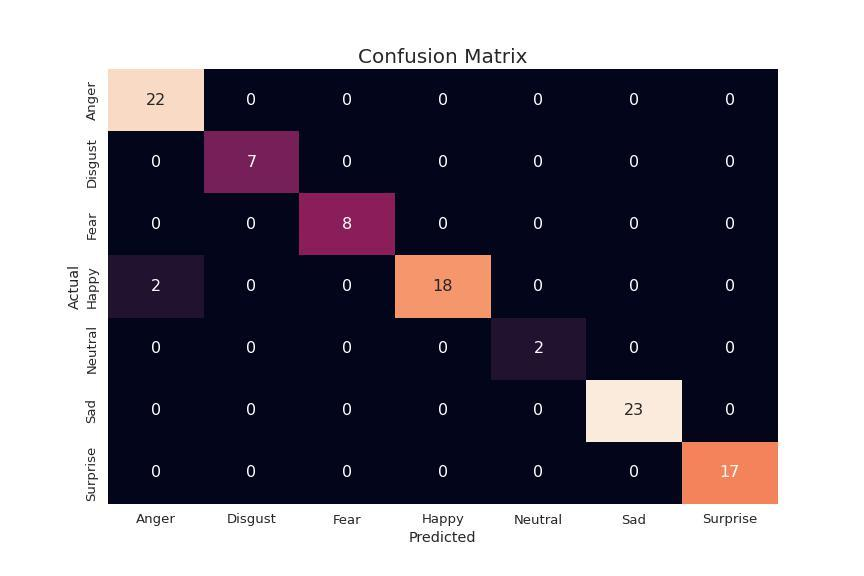 Confusion Matrix
Actual
Anger 22 0 0 0 0 0 0
Disgust 0 7 0 0 0 0 0
Fear 0 0 8 0 0 0 0
Happy 2 0 0 18 0 0 0
Neutral 0 0 0 0 2 0 0
Sad 0 0 0 0 0 23 0
Surprise 0 0 0 0 0 0 17
Anger Disgust Fear Happy Neutral Sad Surprise
Predicted